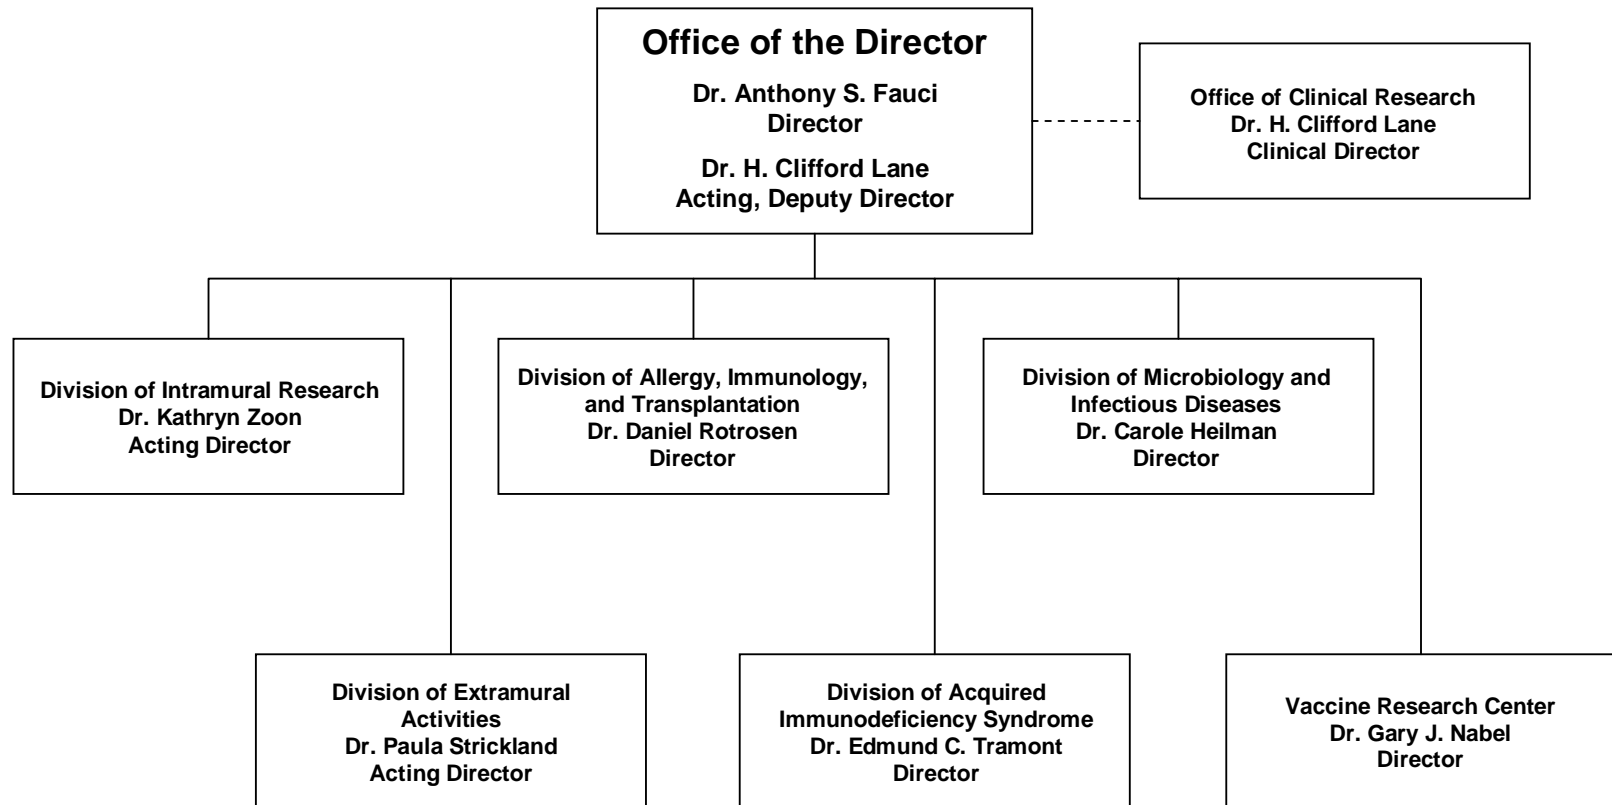 Office of the Director
Dr. Anthony S. Fauci
Director
Dr. H. Clifford Lane
Acting, Deputy Director
Office of Clinical Research
Dr. H. Clifford Lane
Clinical Director
Division of Intramural Research
Dr. Kathryn Zoon
Acting Director
Division of Allergy, Immunology,
and Transplantation
Dr. Daniel Rotrosen
Director
Division of Microbiology and
Infectious Diseases
Dr. Carole Heilman
Director
Division of Extramural
Activities
Dr. Paula Strickland
Acting Director
Division of Acquired
Immunodeficiency Syndrome
Dr. Edmund C. Tramont
Director
Vaccine Research Center
Dr. Gary J. Nabel
Director